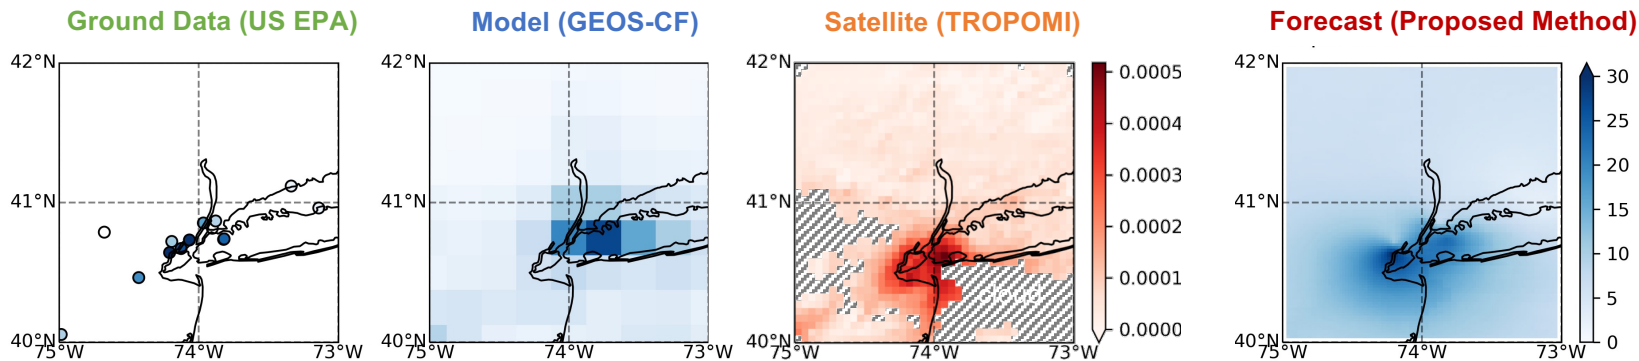 Ground Data (US EPA)
42°N
41°N
40°N
75°W
74°W
73°W
Model (GEOS-CF)
42°N
41°N
40°N
75°W
74°W
73°W
Satellite (TROPOMI)
42°N
41°N
40°N
75°W
74°W
73°W
Cloud
0.0005
0.0004
0.0003
0.0002
0.0001
0.0000
Forecast (Proposed Method)
42°N
41°N
40°N
75°W
74°W
73°W
30
25
20
15
10
5
0